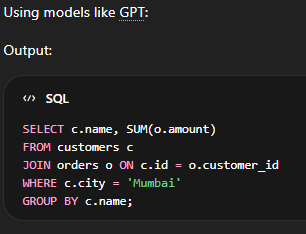 Using models like GPT:
Output:
</> SQL
SELECT c.name, SUM(o.amount)
FROM customers c
JOIN orders o ON c.id = o.customer_id
WHERE c.city = 'Mumbai'
GROUP BY c.name;